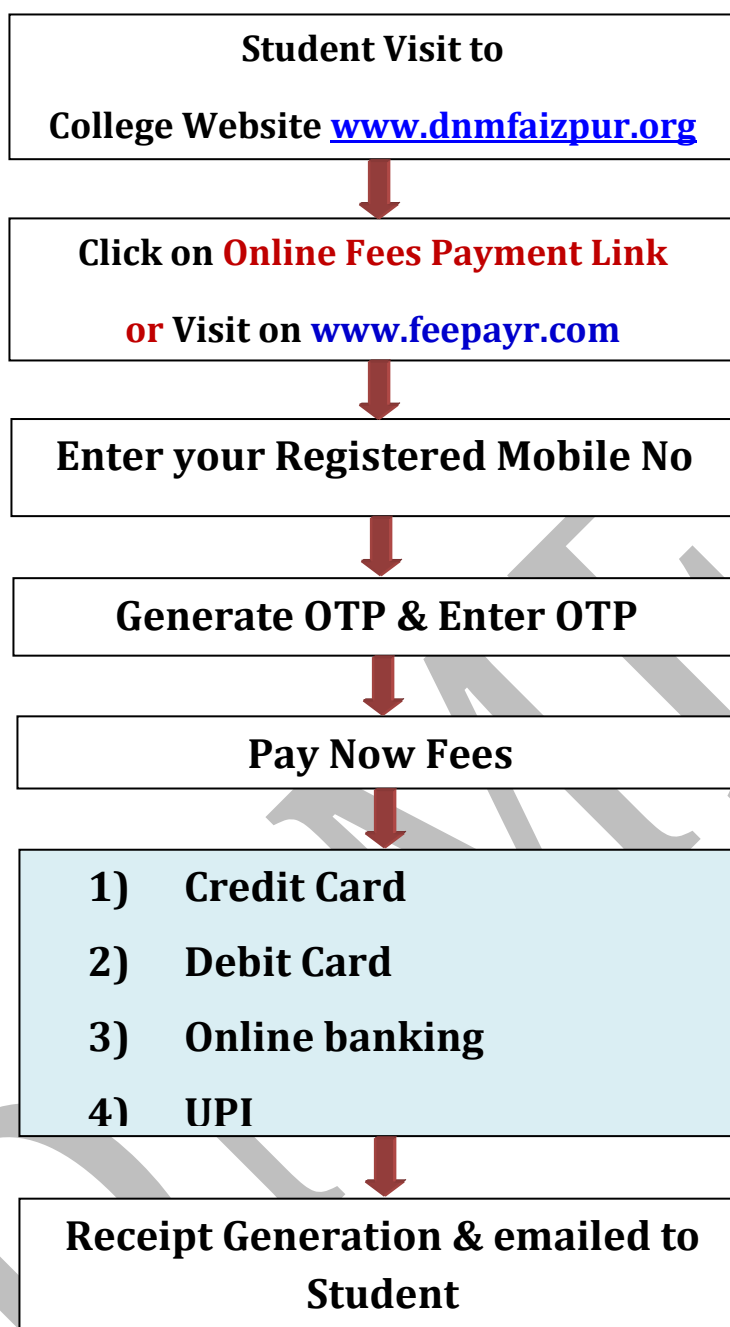 Student Visit to
College Website www.dnmfaizpur.org
Click on Online Fees Payment Link
or Visit on www.feepayr.com
Enter your Registered Mobile No
Generate OTP & Enter OTP
Pay Now Fees
1) Credit Card
2) Debit Card
3) Online banking
4) UPI
Receipt Generation & emailed to
Student